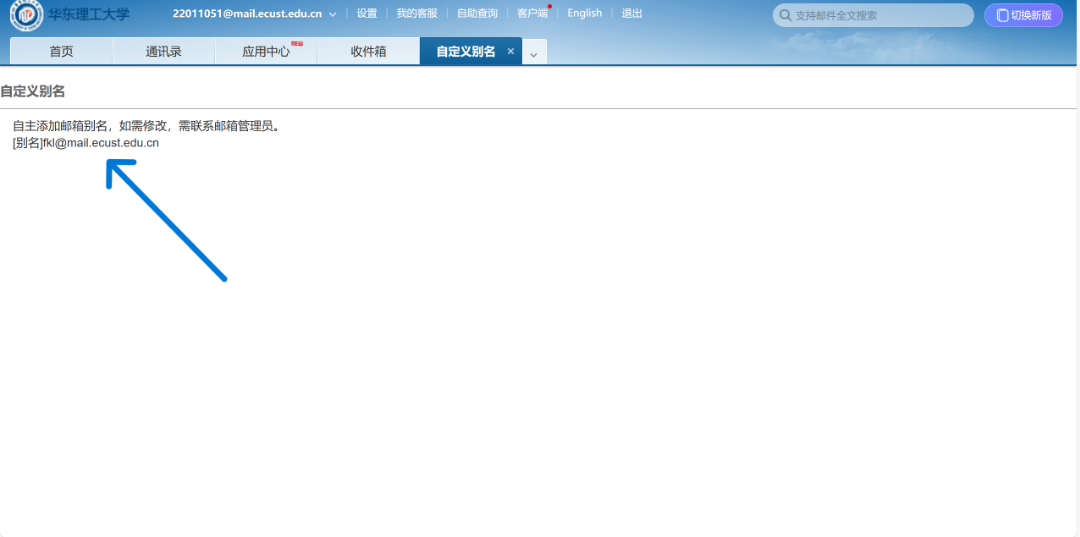 华东理工大学
22011051@mail.ecust.edu.cn 设置 我的客服 自助查询 客户端 English 退出
支持邮件全文搜索
切换新版
首页 通讯录 应用中心 NEW 收件箱 自定义别名 ×
自定义别名
自主添加邮箱别名，如需修改，需联系邮箱管理员。
[别名]fkl@mail.ecust.edu.cn